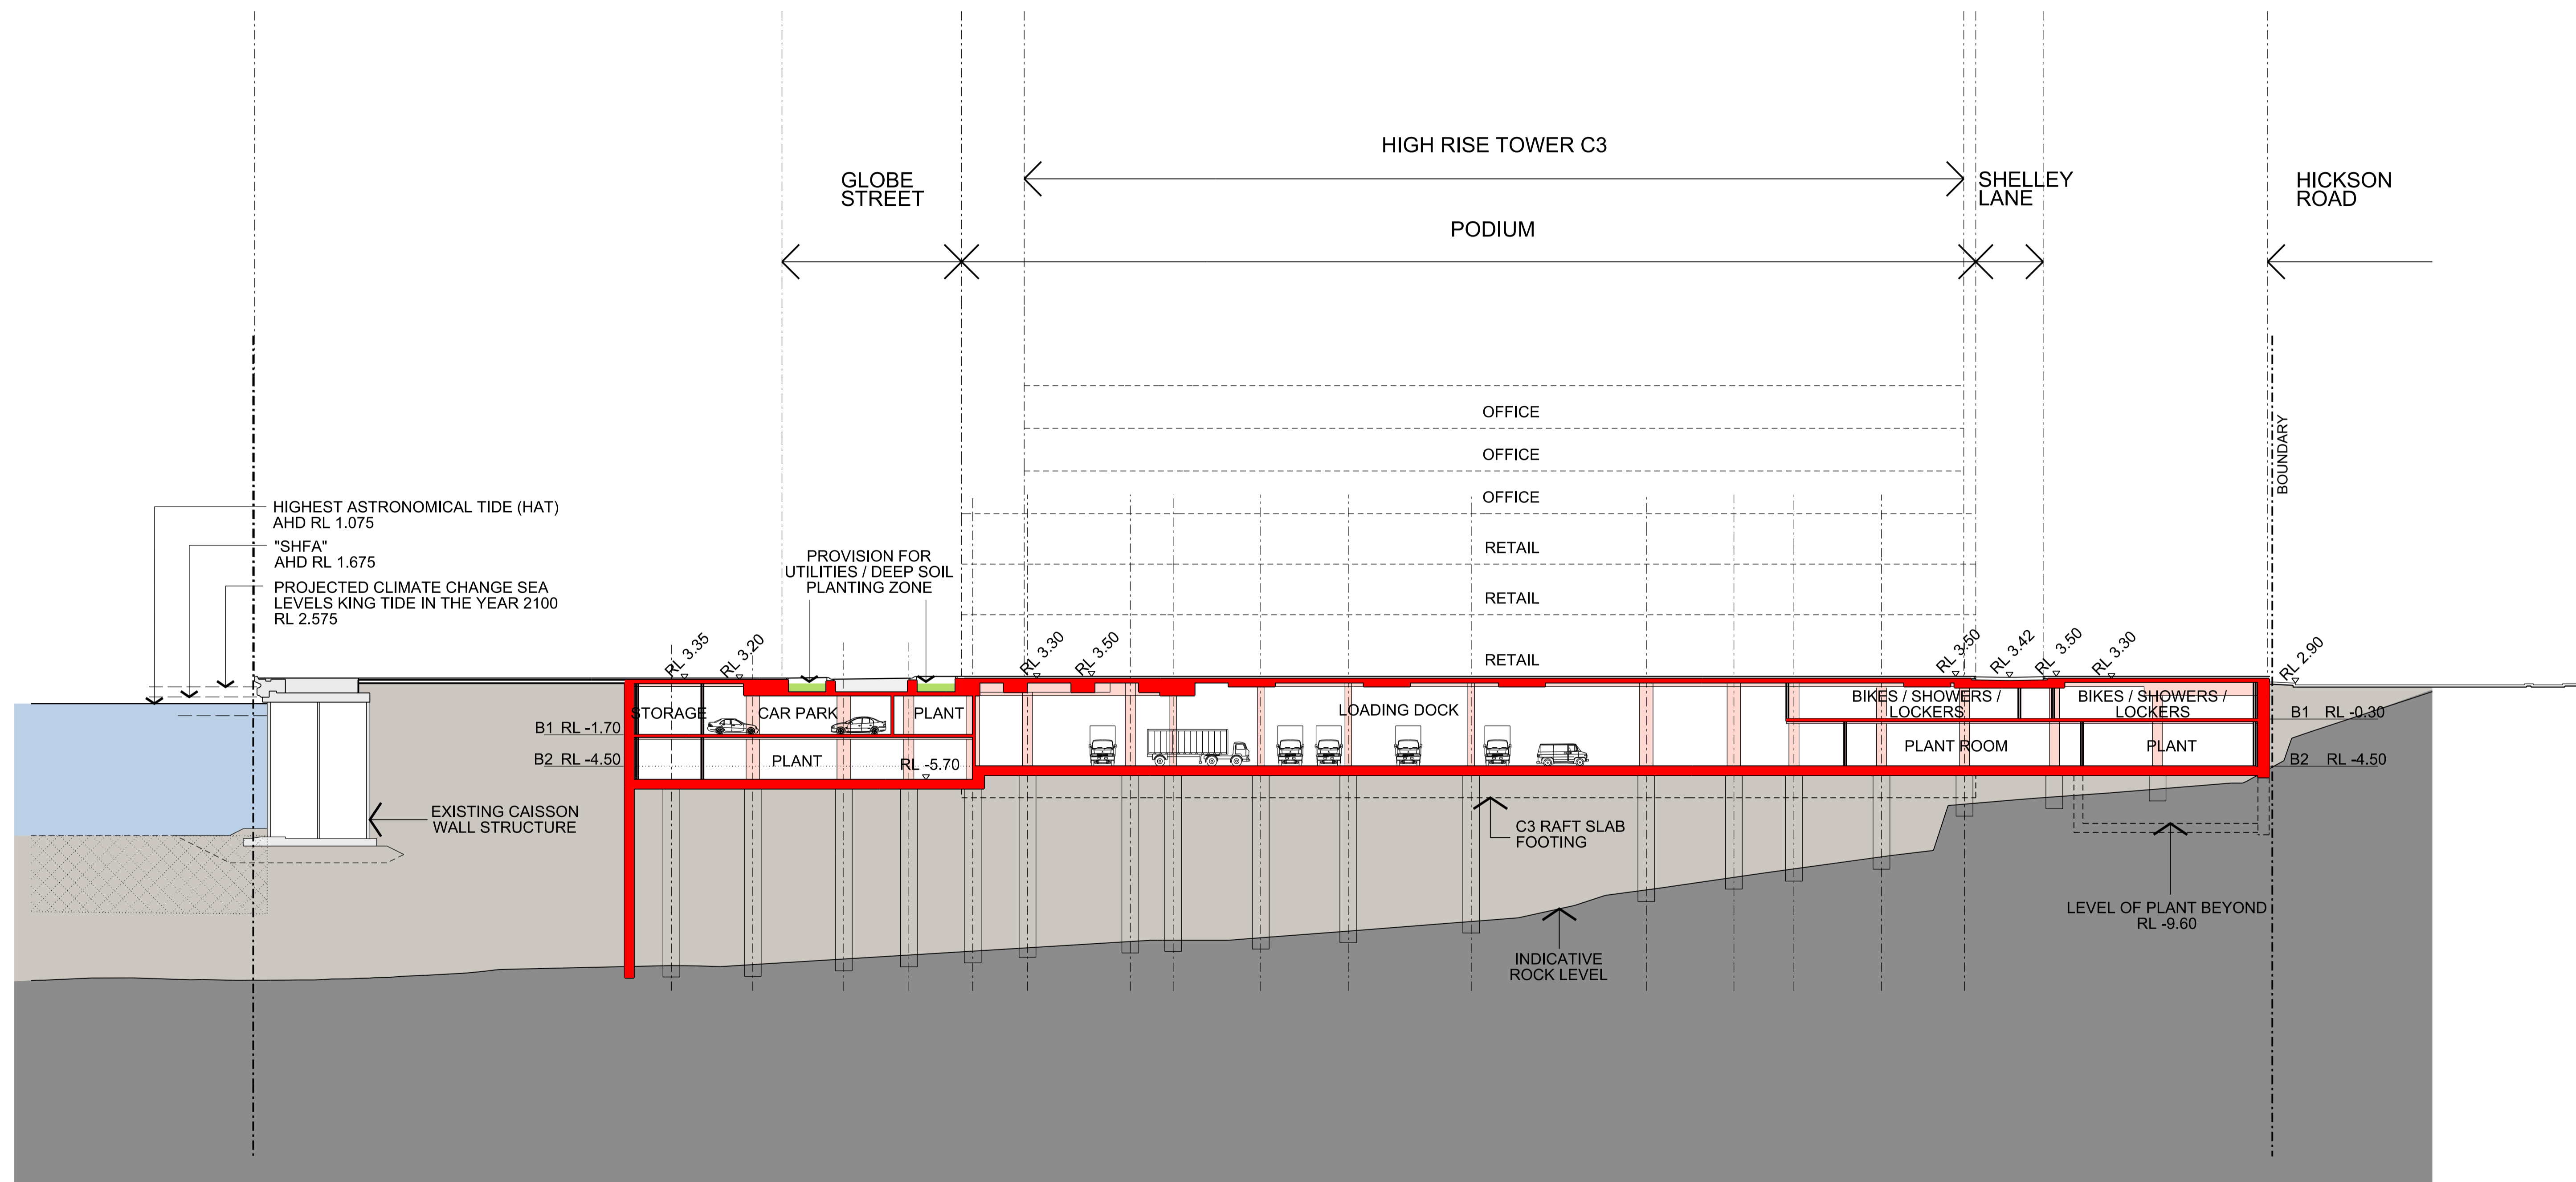 HIGH RISE TOWER C3
GLOBE
STREET
SHELLEY
LANE
HICKSON
ROAD
PODIUM
OFFICE
OFFICE
OFFICE
RETAIL
RETAIL
RETAIL
BOUNDARY
HIGHEST ASTRONOMICAL TIDE (HAT)
AHD RL 1.075
"SHFA"
AHD RL 1.675
PROJECTED CLIMATE CHANGE SEA
LEVELS KING TIDE IN THE YEAR 2100
RL 2.575
PROVISION FOR
UTILITIES / DEEP SOIL
PLANTING ZONE
RL 3.35
RL 3.20
RL 3.30
RL 3.50
RL 3.50
RL 3.42
RL 3.50
RL 3.30
RL 2.90
STORAGE
CAR PARK
PLANT
LOADING DOCK
BIKES / SHOWERS /
LOCKERS
BIKES / SHOWERS /
LOCKERS
B1 RL -1.70
B1 RL -0.30
B2 RL -4.50
PLANT
RL -5.70
PLANT ROOM
PLANT
B2 RL -4.50
EXISTING CAISSON
WALL STRUCTURE
C3 RAFT SLAB
FOOTING
LEVEL OF PLANT BEYOND
RL -9.60
INDICATIVE
ROCK LEVEL